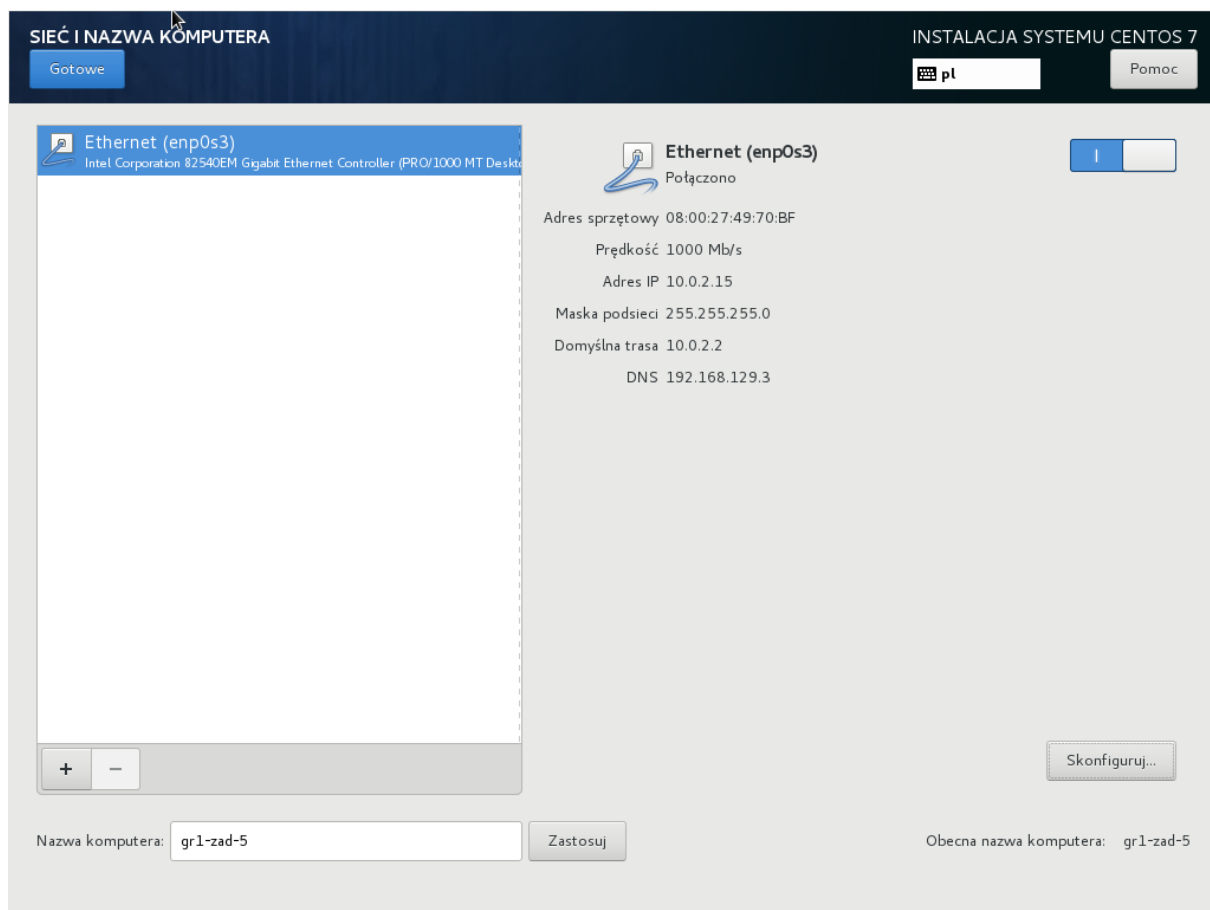 SIEĆ I NAZWA KOMPUTERA
INSTALACJA SYSTEMU CENTOS 7
Gotowe
pl
Pomoc
Ethernet (enp0s3)
Intel Corporation 82540EM Gigabit Ethernet Controller (PRO/1000 MT Deskto
Ethernet (enp0s3)
Połączono
Adres sprzętowy 08:00:27:49:70:BF
Prędkość 1000 Mb/s
Adres IP 10.0.2.15
Maska podsieci 255.255.255.0
Domyślna trasa 10.0.2.2
DNS 192.168.129.3
+ −
Skonfiguruj...
Nazwa komputera: gr1-zad-5 Zastosuj Obecna nazwa komputera: gr1-zad-5